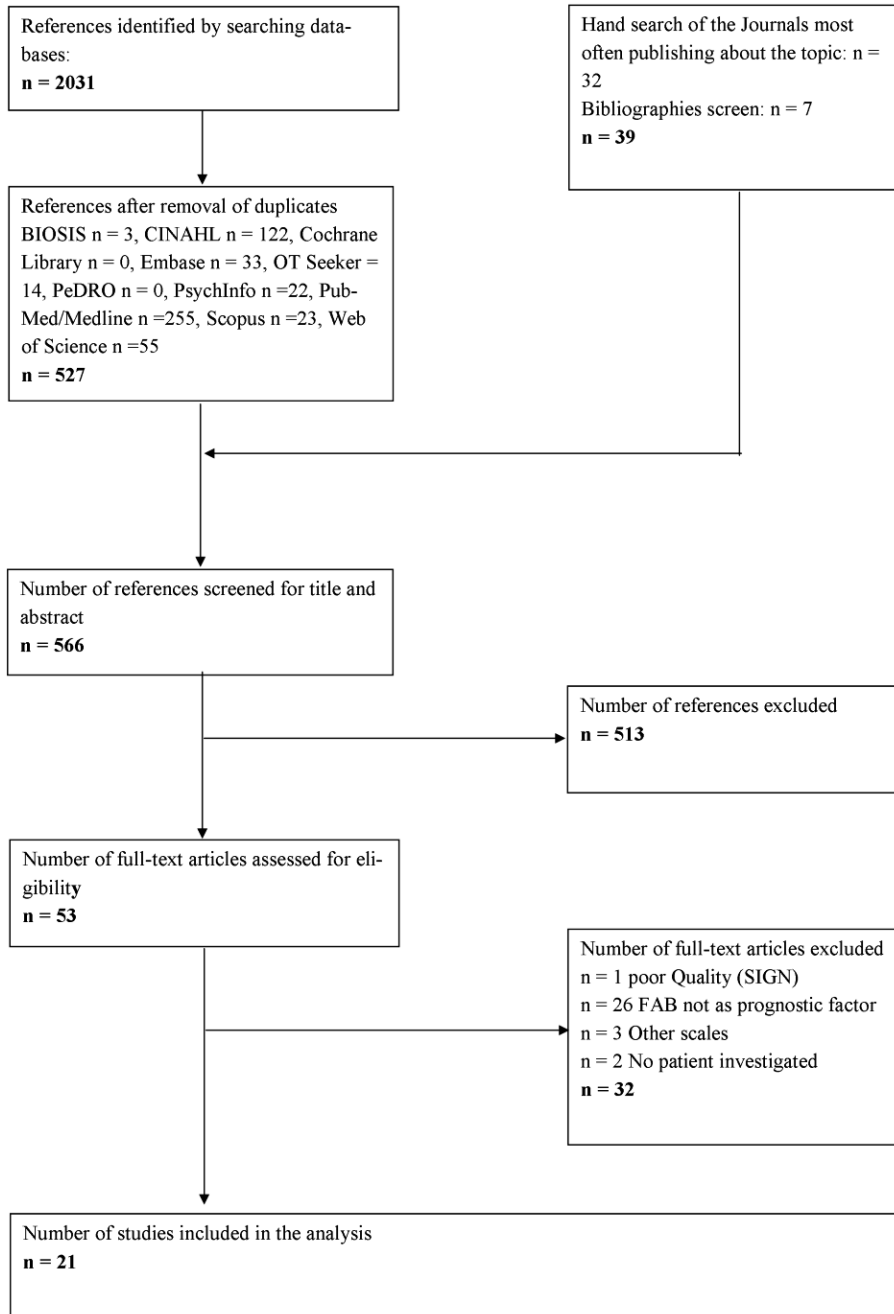 References identified by searching data-
bases:
n = 2031
Hand search of the Journals most
often publishing about the topic: n =
32
Bibliographies screen: n = 7
n = 39
References after removal of duplicates
BIOSIS n = 3, CINAHL n = 122, Cochrane
Library n = 0, Embase n = 33, OT Seeker =
14, PeDRO n = 0, PsychInfo n =22, Pub-
Med/Medline n =255, Scopus n =23, Web
of Science n =55
n = 527
Number of references screened for title and
abstract
n = 566
Number of references excluded
n = 513
Number of full-text articles assessed for eli-
gibility
n = 53
Number of full-text articles excluded
n = 1 poor Quality (SIGN)
n = 26 FAB not as prognostic factor
n = 3 Other scales
n = 2 No patient investigated
n = 32
Number of studies included in the analysis
n = 21